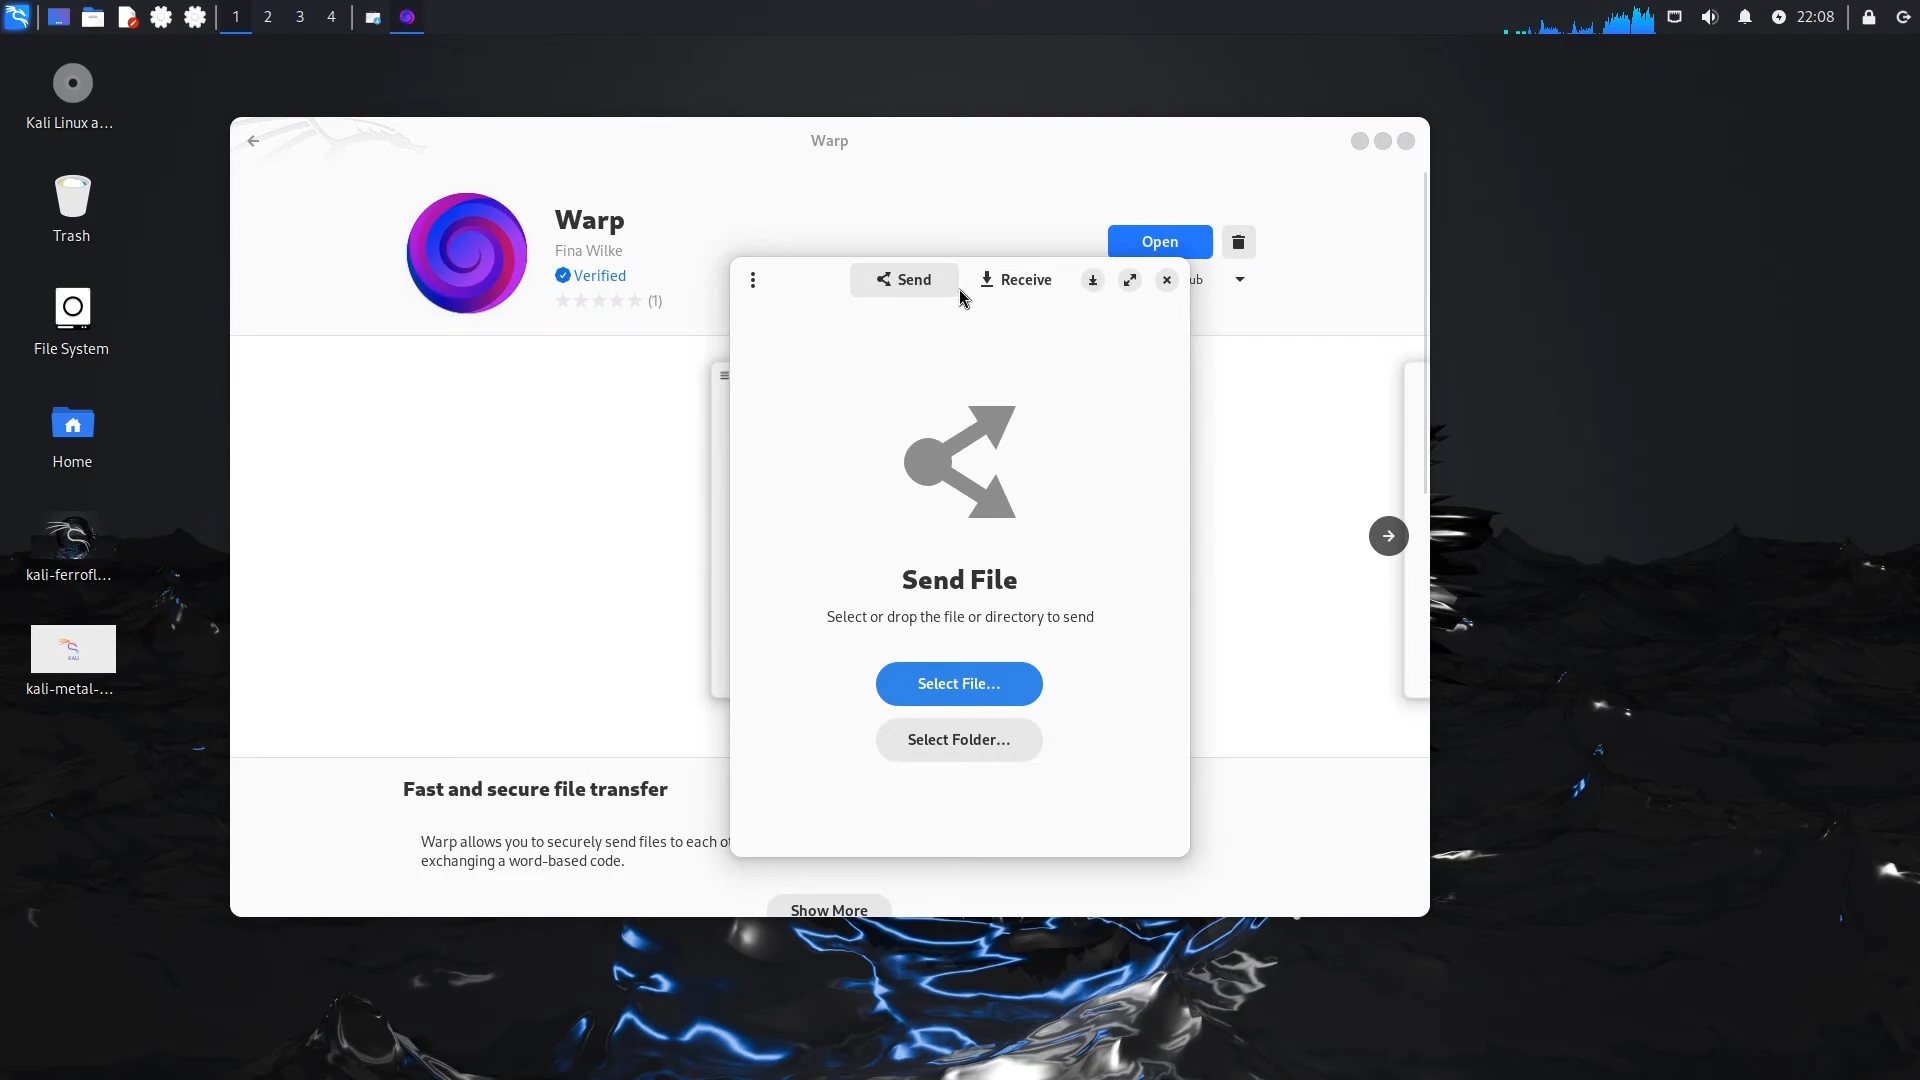 1 2 3 4
22:08
Kali Linux a...
Trash
File System
Home
kali-ferrofl...
KALI
kali-metal-...
Warp
Warp
Fina Wilke
Verified
(1)
Open
ub
Send
Receive
Send File
Select or drop the file or directory to send
Select File...
Select Folder...
Fast and secure file transfer
Warp allows you to securely send files to each o
exchanging a word-based code.
Show More